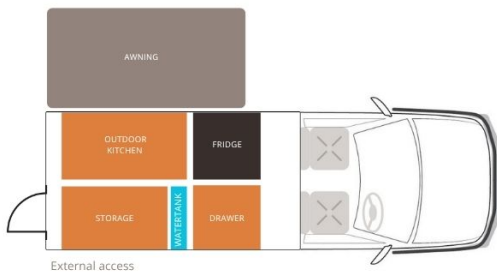 AWNING
OUTDOOR
KITCHEN
FRIDGE
STORAGE
WATERTANK
DRAWER
External access